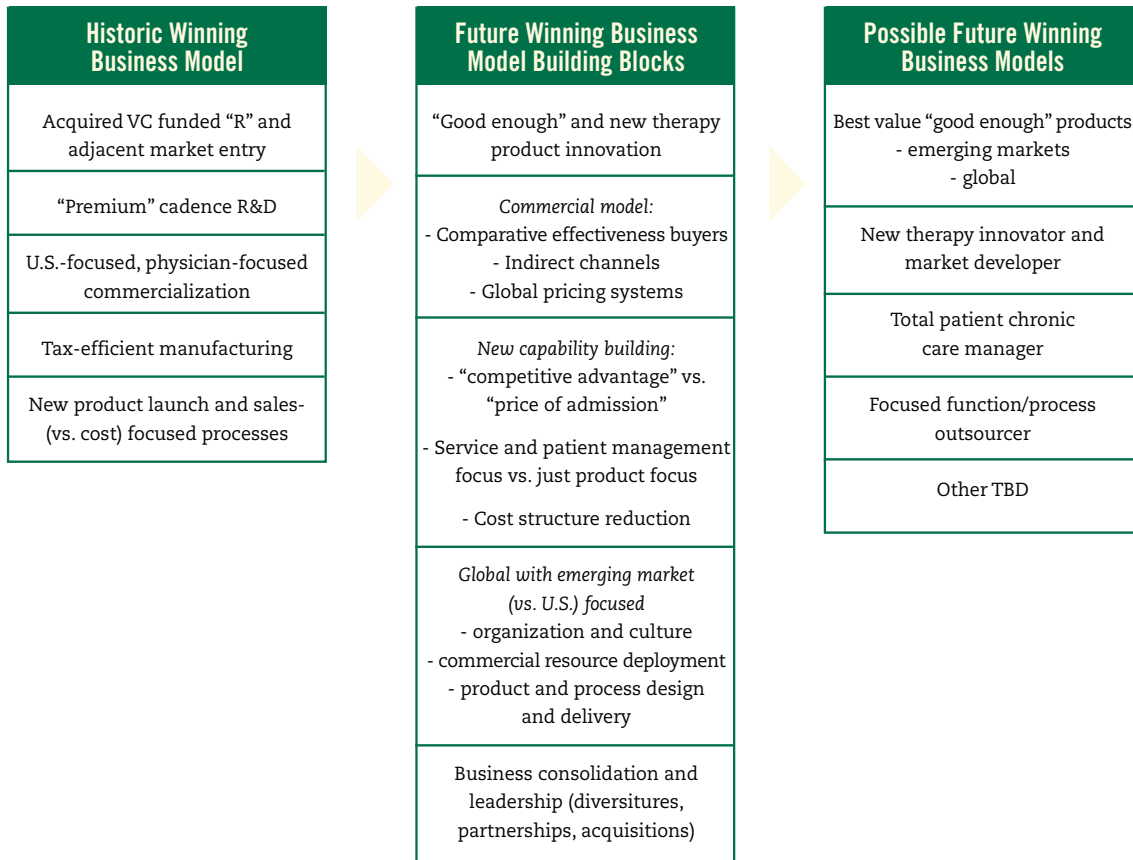 Historic Winning
Business Model
Acquired VC funded “R” and
adjacent market entry
“Premium” cadence R&D
U.S.-focused, physician-focused
commercialization
Tax-efficient manufacturing
New product launch and sales-
(vs. cost) focused processes
Future Winning Business
Model Building Blocks
“Good enough” and new therapy
product innovation
Commercial model:
- Comparative effectiveness buyers
- Indirect channels
- Global pricing systems
New capability building:
- “competitive advantage” vs.
“price of admission”
- Service and patient management
focus vs. just product focus
- Cost structure reduction
Global with emerging market
(vs. U.S.) focused
- organization and culture
- commercial resource deployment
- product and process design
and delivery
Business consolidation and
leadership (diversitures,
partnerships, acquisitions)
Possible Future Winning
Business Models
Best value “good enough” products
- emerging markets
- global
New therapy innovator and
market developer
Total patient chronic
care manager
Focused function/process
outsourcer
Other TBD